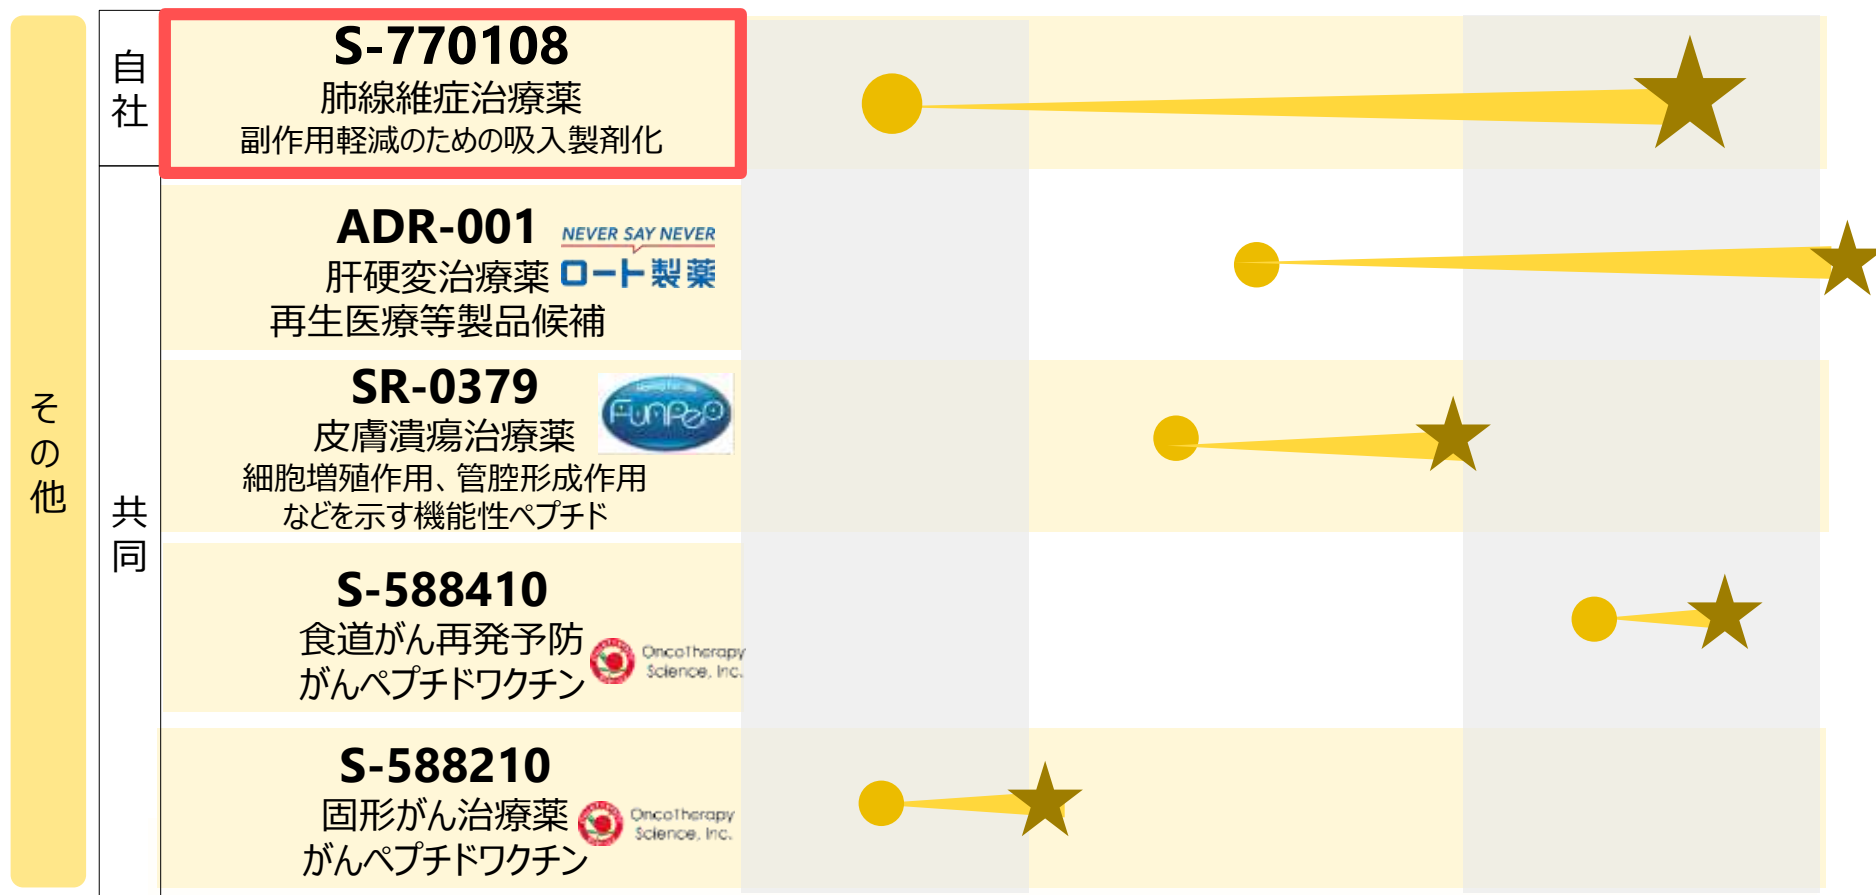 その他
自社
S-770108
肺線維症治療薬
副作用軽減のための吸入製剤化
共同
ADR-001
NEVER SAY NEVER
肝硬変治療薬
ロート製薬
再生医療等製品候補
SR-0379
FunPeP
皮膚潰瘍治療薬
細胞増殖作用、管腔形成作用
などを示す機能性ペプチド
S-588410
食道がん再発予防
がんペプチドワクチン
OncoTherapy
Science, Inc.
S-588210
固形がん治療薬
がんペプチドワクチン
OncoTherapy
Science, Inc.